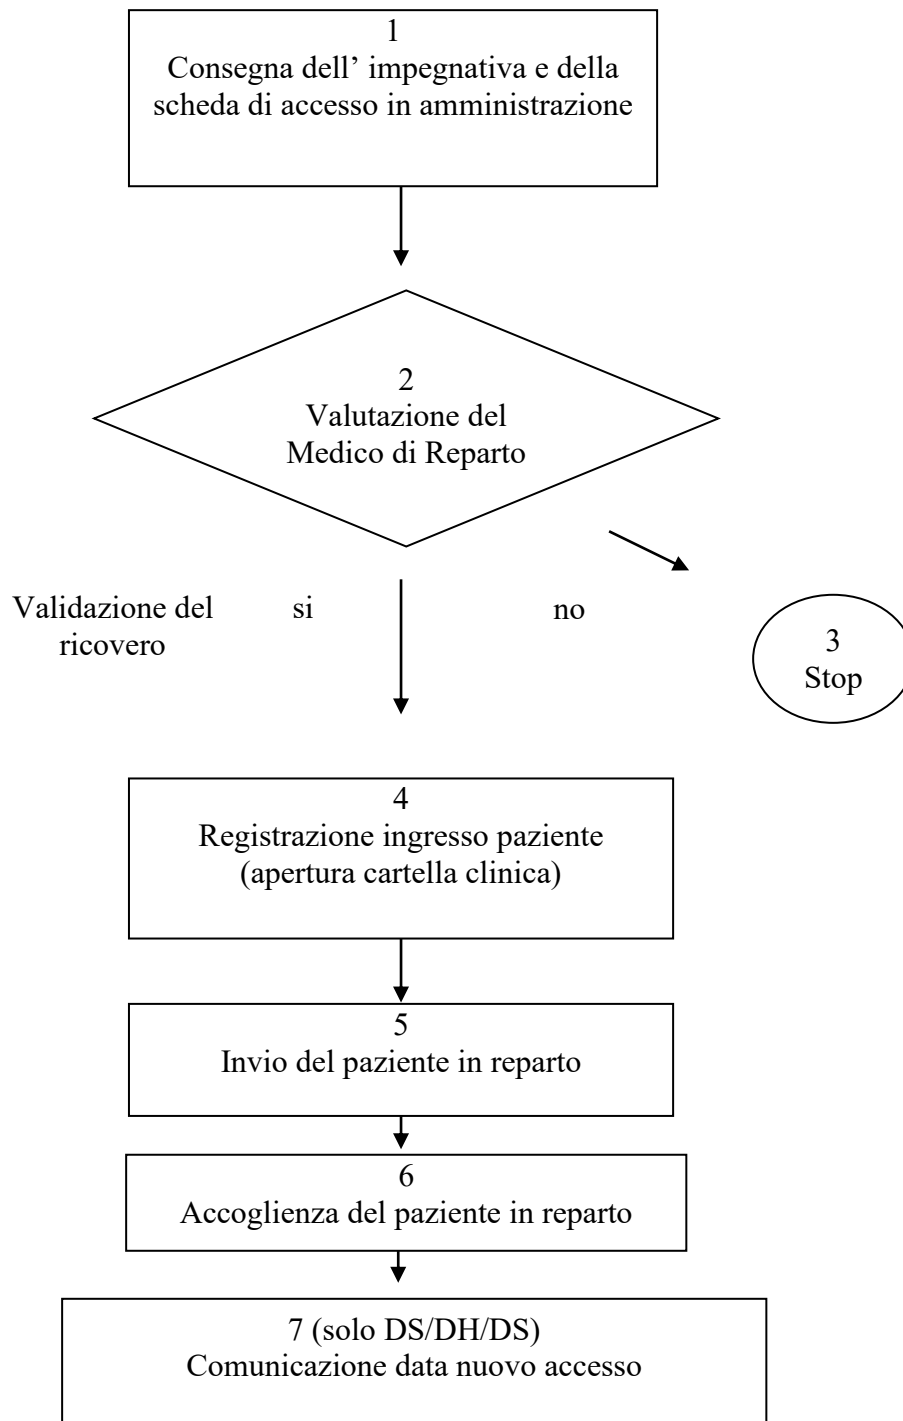 1
Consegna dell’ impegnativa e della
scheda di accesso in amministrazione
2
Valutazione del
Medico di Reparto
Validazione del
ricovero
si
no
3
Stop
4
Registrazione ingresso paziente
(apertura cartella clinica)
5
Invio del paziente in reparto
6
Accoglienza del paziente in reparto
7 (solo DS/DH/DS)
Comunicazione data nuovo accesso